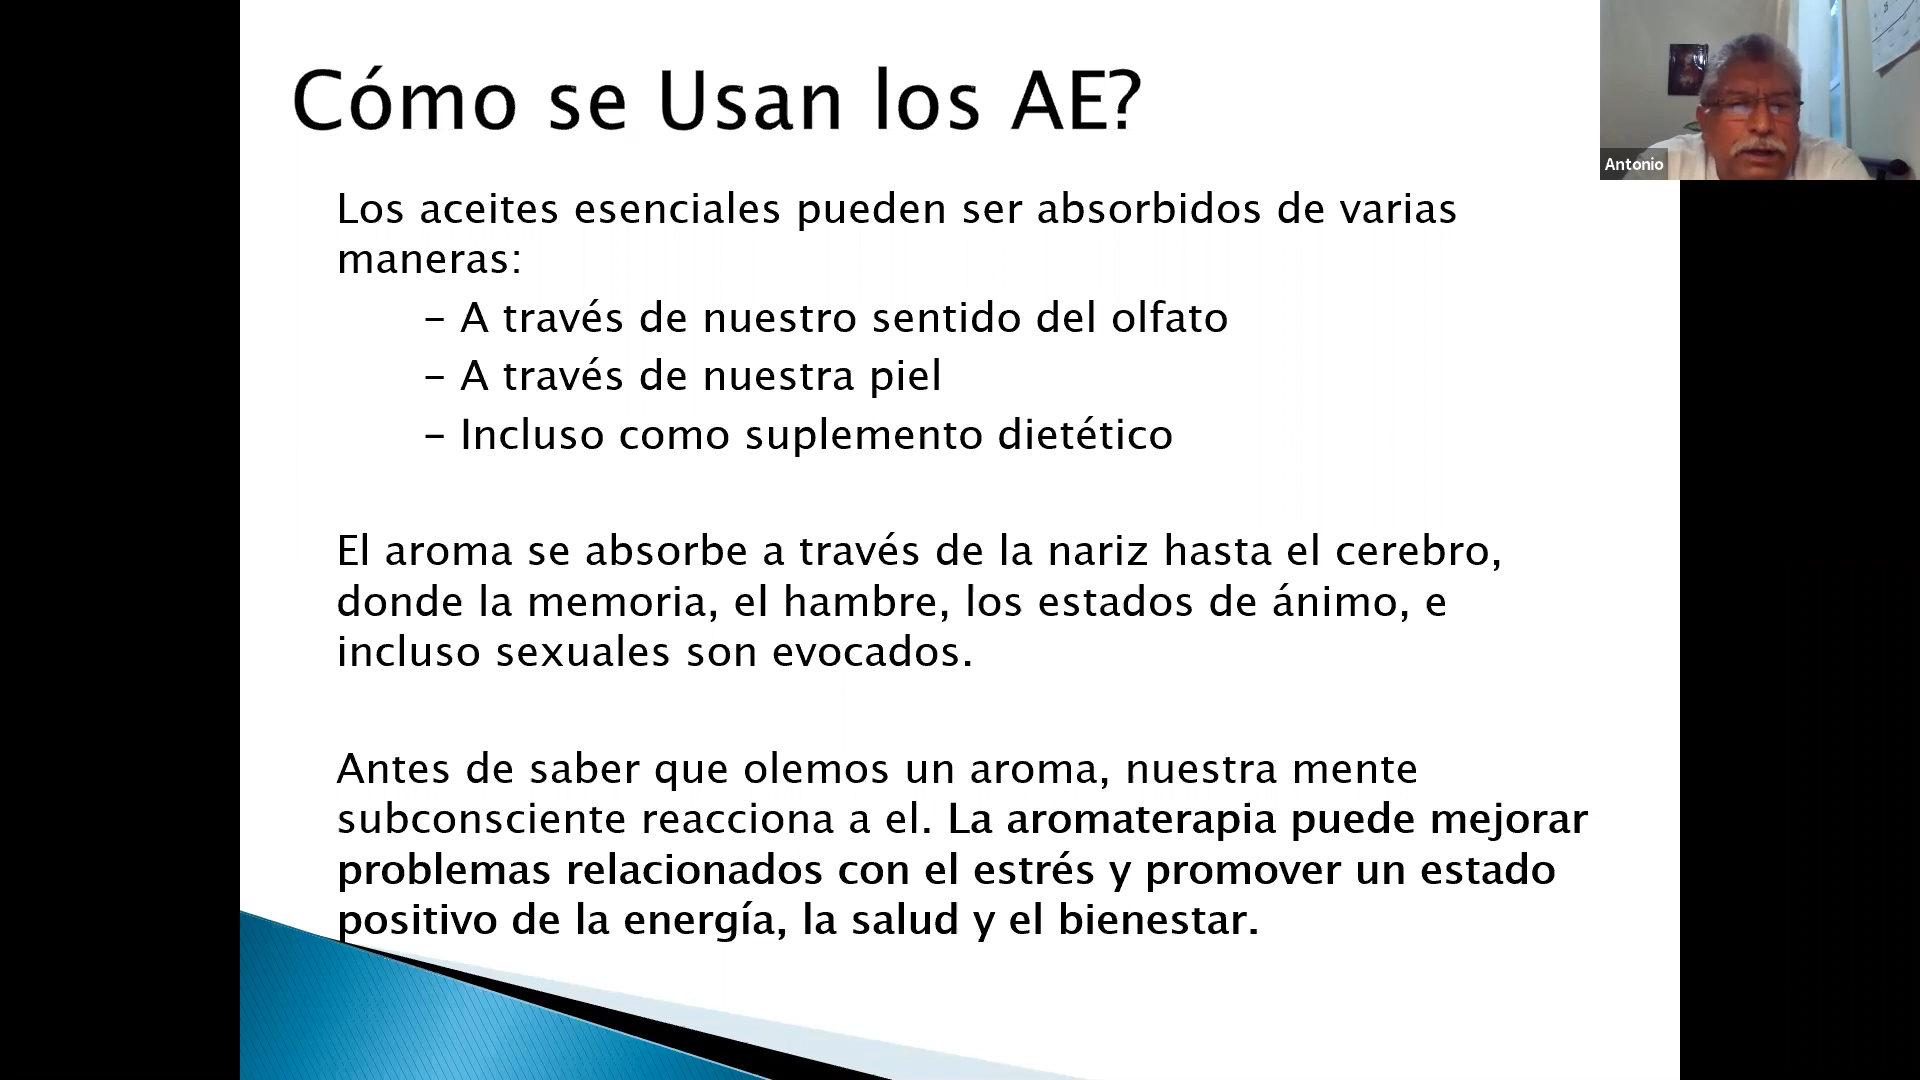 Cómo se Usan los AE?
Antonio
Los aceites esenciales pueden ser absorbidos de varias
maneras:
– A través de nuestro sentido del olfato
– A través de nuestra piel
– Incluso como suplemento dietético
El aroma se absorbe a través de la nariz hasta el cerebro,
donde la memoria, el hambre, los estados de ánimo, e
incluso sexuales son evocados.
Antes de saber que olemos un aroma, nuestra mente
subconsciente reacciona a el. La aromaterapia puede mejorar
problemas relacionados con el estrés y promover un estado
positivo de la energía, la salud y el bienestar.